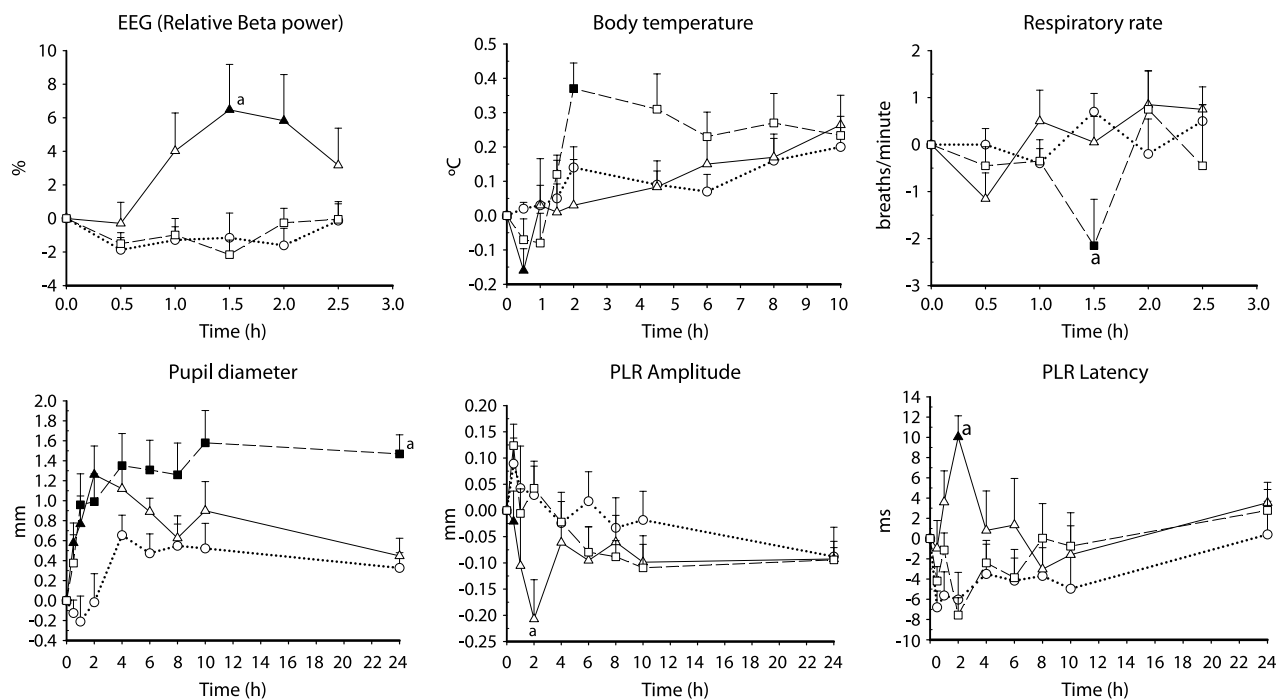 EEG (Relative Beta power)
Body temperature
Respiratory rate
10
8
6
4
2
0
-2
-4
%
a
0.0 0.5 1.0 1.5 2.0 2.5 3.0
Time (h)
0.5
0.4
0.3
0.2
0.1
0.0
-0.1
-0.2
ºC
0 1 2 3 4 5 6 7 8 9 10
Time (h)
2
1
0
-1
-2
-3
breaths/minute
a
0.0 0.5 1.0 1.5 2.0 2.5 3.0
Time (h)
Pupil diameter
PLR Amplitude
PLR Latency
2.0
1.8
1.6
1.4
1.2
1.0
0.8
0.6
0.4
0.2
0.0
-0.2
-0.4
mm
a
0 2 4 6 8 10 12 14 16 18 20 22 24
Time (h)
0.20
0.15
0.10
0.05
0.00
-0.05
-0.10
-0.15
-0.20
-0.25
mm
a
0 2 4 6 8 10 12 14 16 18 20 22 24
Time (h)
14
12
10
8
6
4
2
0
-2
-4
-6
-8
-10
ms
a
0 2 4 6 8 10 12 14 16 18 20 22 24
Time (h)